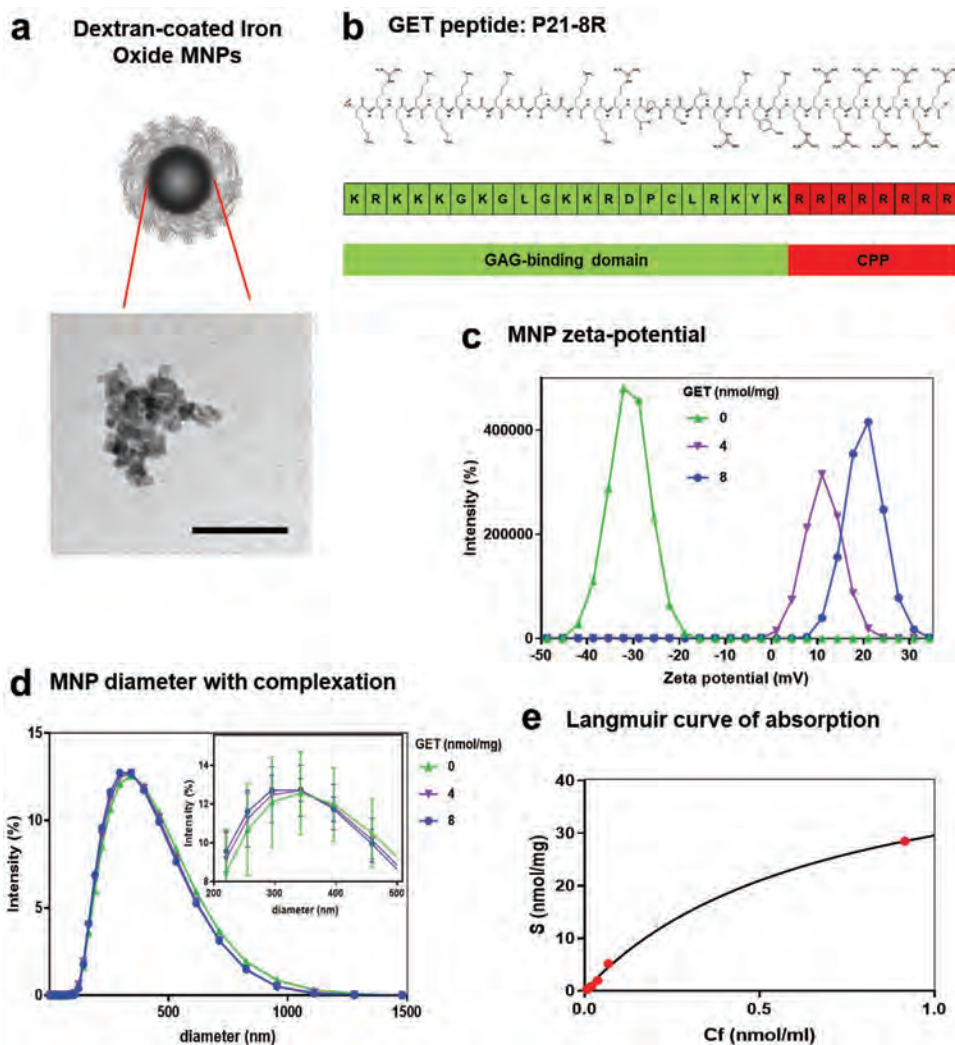 a
Dextran-coated Iron
Oxide MNPs
b GET peptide: P21-8R
K R K K K G K G L G K K R D P C L R K Y K R R R R R R R R
GAG-binding domain CPP
c MNP zeta-potential
GET (nmol/mg)
0
4
8
Intensity (%)
400000
200000
0
-50 -40 -30 -20 -10 0 10 20 30
Zeta potential (mV)
d MNP diameter with complexation
GET (nmol/mg)
0
4
8
Intensity (%)
15
10
5
0
500 1000 1500
diameter (nm)
Intensity (%)
14
12
10
8
200 300 400 500
diameter (nm)
e Langmuir curve of absorption
S (nmol/mg)
40
30
20
10
0
0.0 0.5 1.0
Cf (nmol/ml)